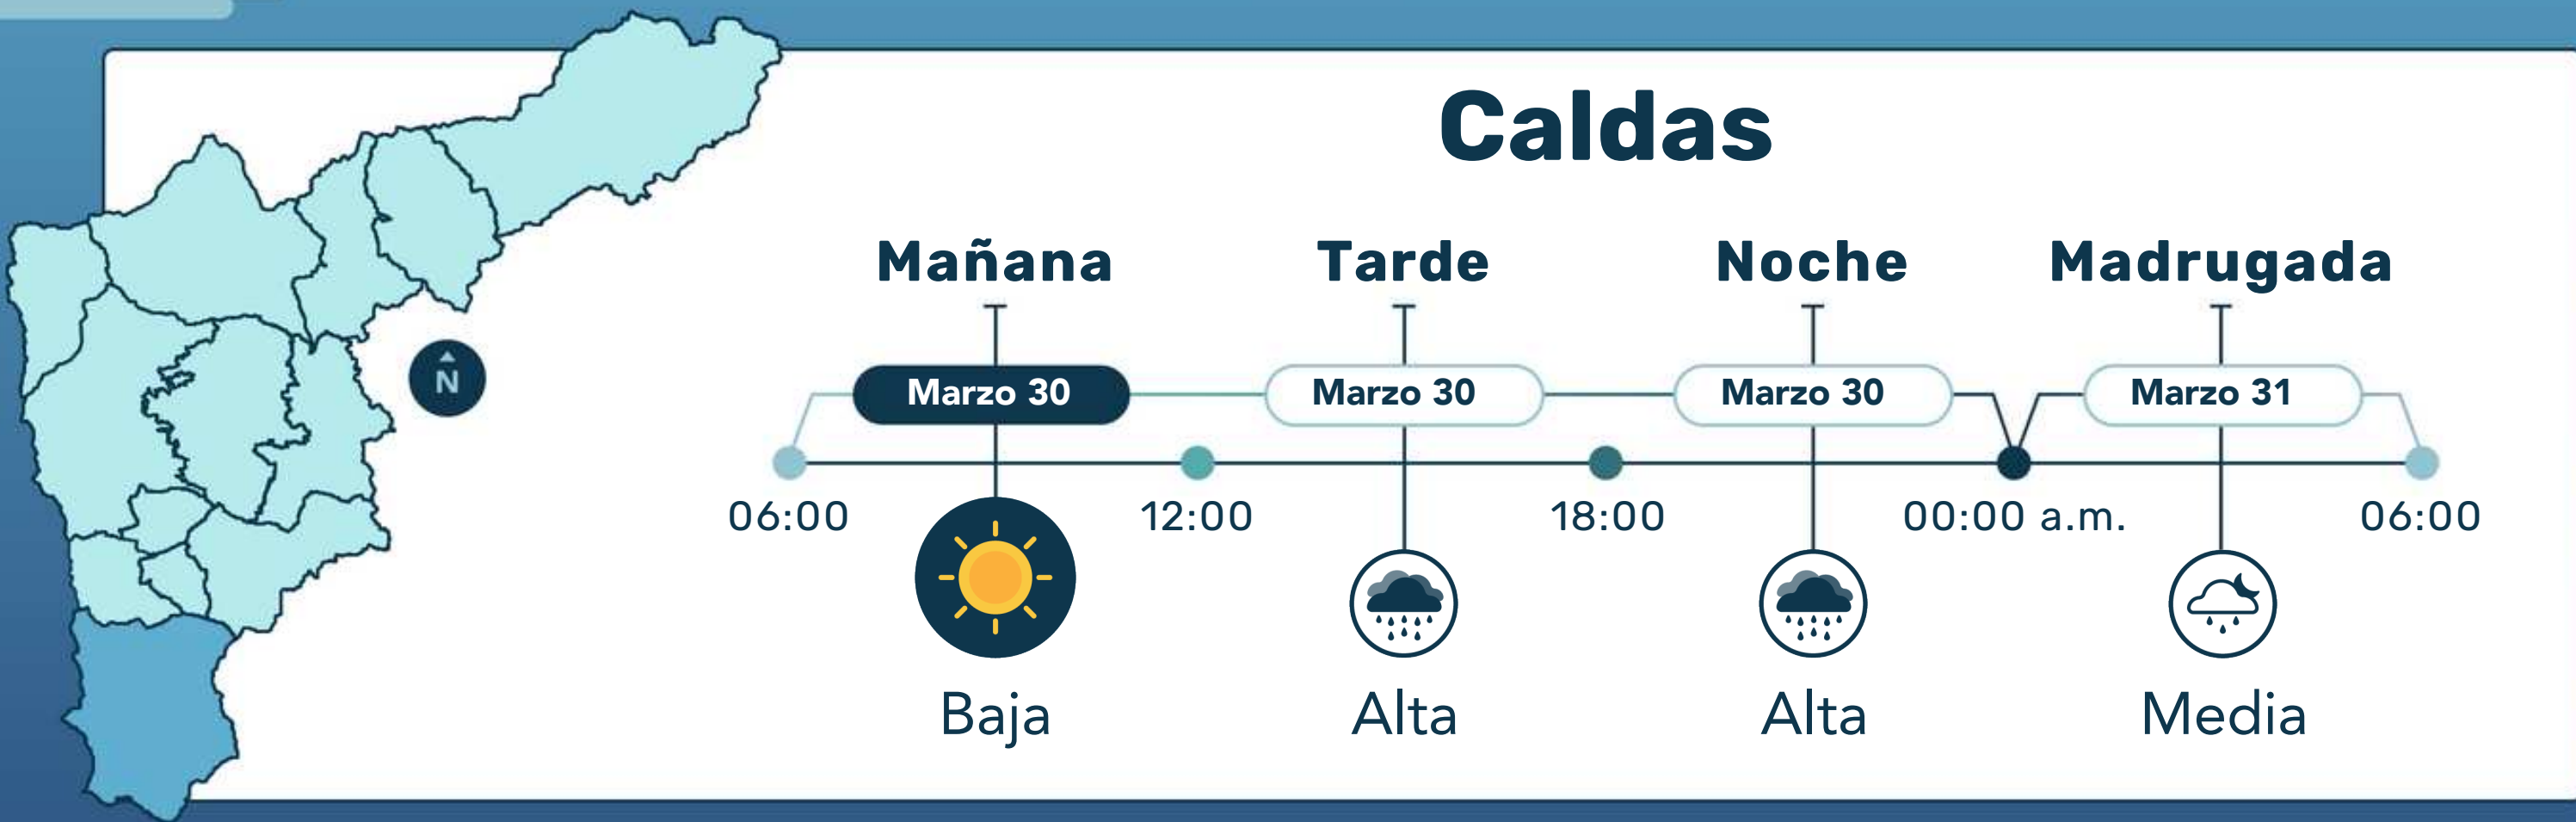 Caldas
Mañana Tarde Noche Madrugada
Marzo 30 Marzo 30 Marzo 30 Marzo 31
N
06:00 12:00 18:00 00:00 a.m. 06:00
Baja Alta Alta Media